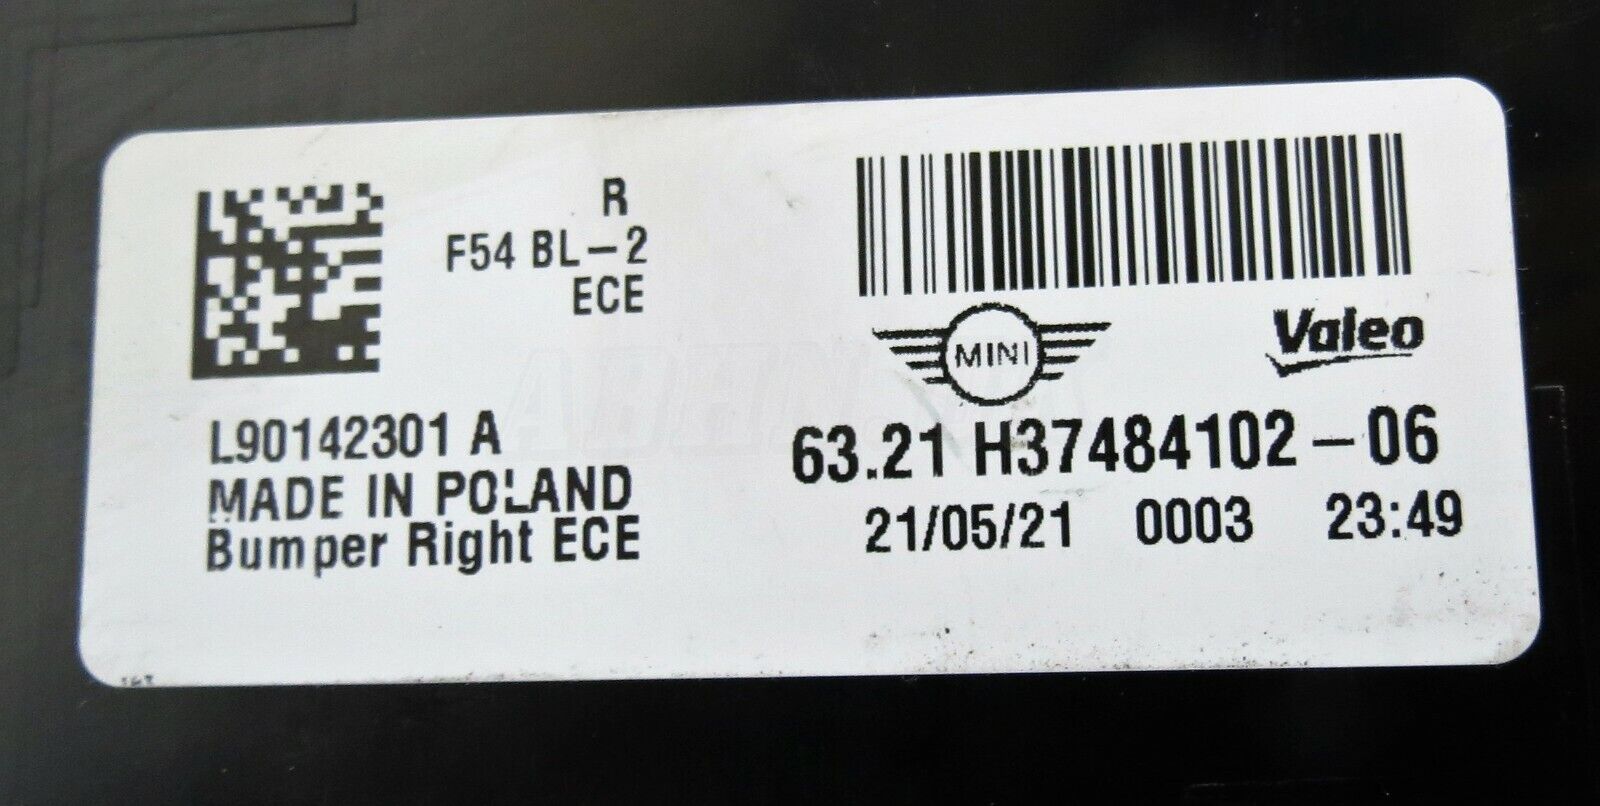 R
F54 BL-2
ECE
L90142301 A
MADE IN POLAND
Bumper Right ECE
MINI
Valeo
63.21 H37484102-06
21/05/21 0003 23:49